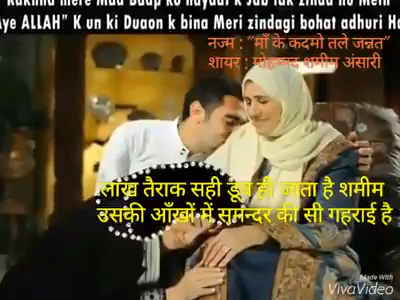 Rakhna mere Maa Baap ko hayaat k Jab tak zinda ho Mein
Aye ALLAH" K un ki Duaon k bina Meri zindagi bohat adhuri Ha
नज्म : "माँ के कदमो तले जन्नत"
शायर : मोहम्मद शमीम अंसारी
लाख तैराक सही डूब ही जाता है शमीम
उसकी आँखों में समन्दर की सी गहराई है
Made With
VivaVideo